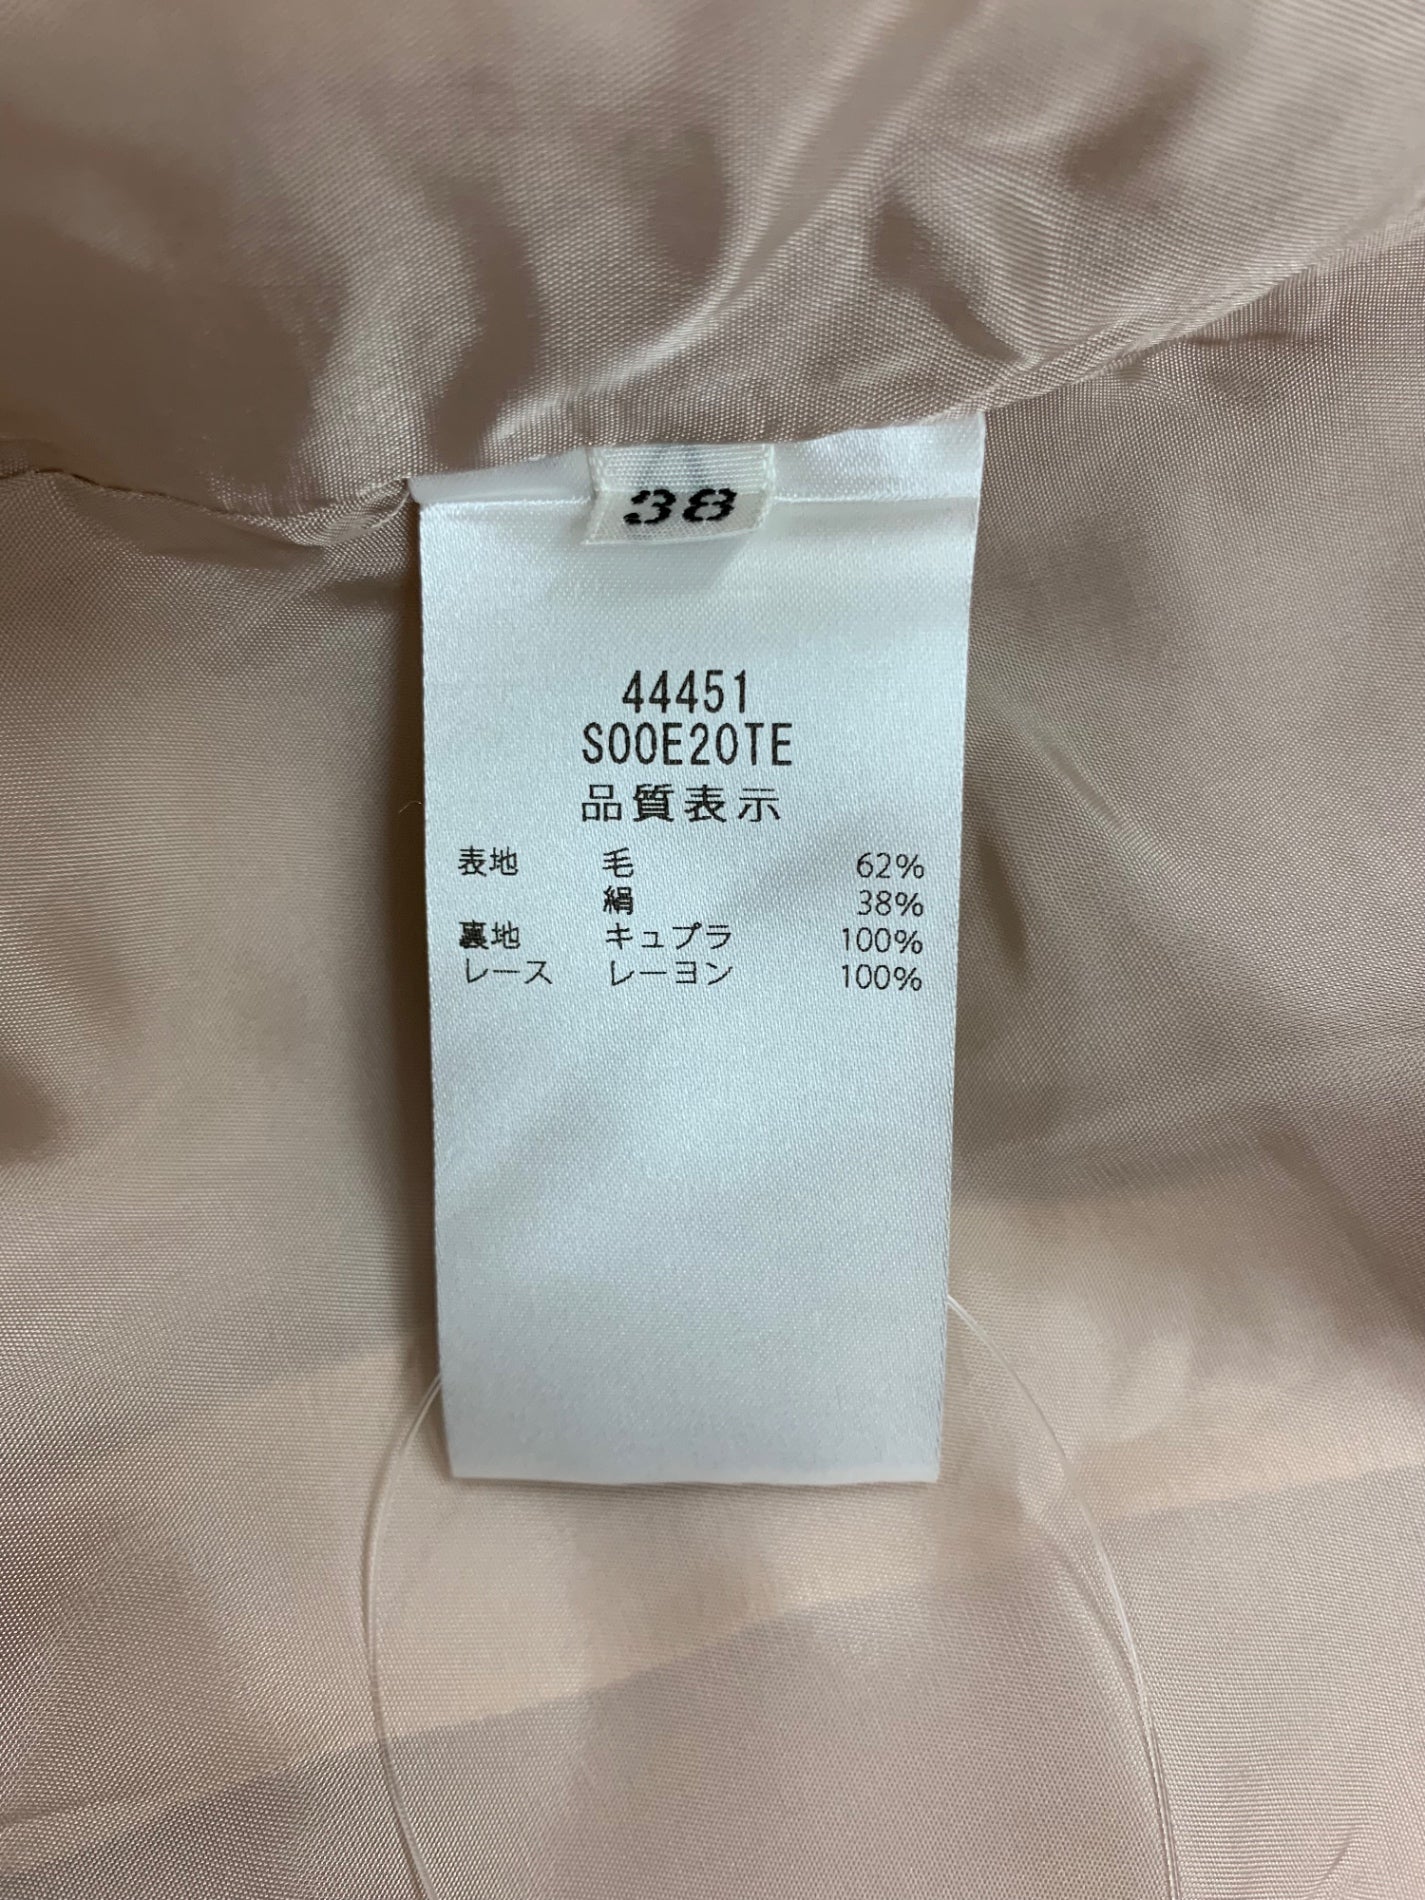 38
44451
S00E20TE
品質表示
表地 毛 62%
絹 38%
裏地 キュプラ 100%
レース レーヨン 100%